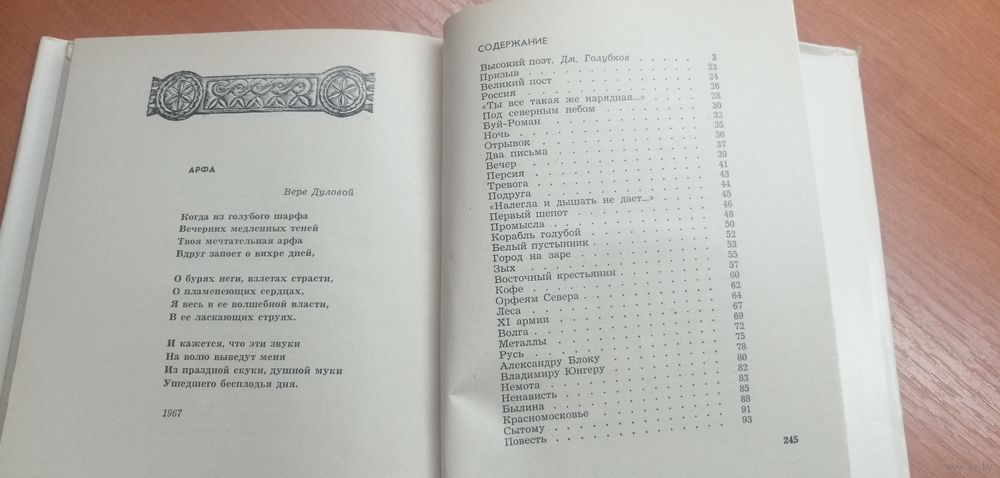 АРФА
Вере Дуловой
Когда из голубого шарфа
Вечерних медленных теней
Твоя мечтательная арфа
Вдруг запоет о вихре дней,
О бурях неги, взлетах страсти,
О пламенеющих сердцах,
Я весь в ее волшебной власти,
В ее ласкающих струях.
И кажется, что эти звуки
На волю выведут меня
Из праздной скуки, душной муки
Ушедшего бесплодья дня.
1967
СОДЕРЖАНИЕ
Высокий поэт. Дм. Голубков . . . . . 3
Призыв . . . . . 23
Великий пост . . . . . 24
Россия . . . . . 26
«Ты все такая же нарядная...» . . . . . 28
Под северным небом . . . . . 30
Буй-Роман . . . . . 32
Ночь . . . . . 35
Отрывок . . . . . 36
Два письма . . . . . 37
Вечер . . . . . 39
Персия . . . . . 41
Тревога . . . . . 43
Подруга . . . . . 44
«Налегла и дышать не дает...» . . . . . 45
Первый шепот . . . . . 46
Промысла . . . . . 48
Корабль голубой . . . . . 50
Белый пустынник . . . . . 52
Город на заре . . . . . 53
Зых . . . . . 55
Восточный крестьянин . . . . . 57
Кофе . . . . . 60
Орфеям Севера . . . . . 62
Леса . . . . . 64
XI армии . . . . . 67
Волга . . . . . 69
Металлы . . . . . 72
Русь . . . . . 75
Александру Блоку . . . . . 78
Владимиру Юнгеру . . . . . 80
Немота . . . . . 82
Ненависть . . . . . 83
Былина . . . . . 85
Красномосковье . . . . . 88
Сытому . . . . . 91
Повесть . . . . . 93
245